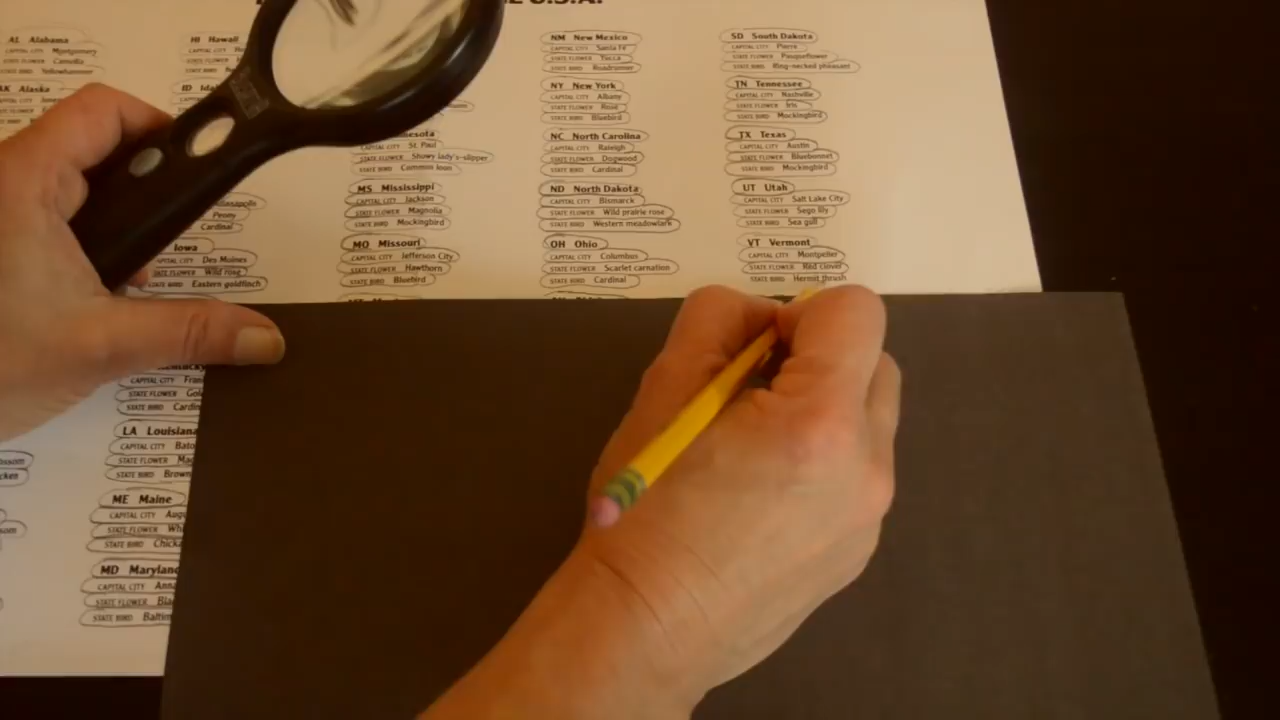 U.S.A.
AL Alabama
CAPITAL CITY Montgomery
STATE FLOWER Camellia
STATE BIRD Yellowhammer
AK Alaska
Iowa
CAPITAL CITY Des Moines
STATE FLOWER Wild rose
STATE BIRD Eastern goldfinch
CAPITAL CITY
STATE FLOWER
STATE BIRD
LA Louisiana
CAPITAL CITY
STATE FLOWER
STATE BIRD Brown
ME Maine
CAPITAL CITY
STATE FLOWER
STATE BIRD
MD Maryland
CAPITAL CITY
STATE FLOWER
STATE BIRD
HI Hawaii
CAPITAL CITY
STATE FLOWER
STATE BIRD
ID
Peony
Cardinal
CAPITAL CITY St. Paul
STATE FLOWER Showy lady's-slipper
STATE BIRD Common loon
MS Mississippi
CAPITAL CITY Jackson
STATE FLOWER Magnolia
STATE BIRD Mockingbird
MO Missouri
CAPITAL CITY Jefferson City
STATE FLOWER Hawthorn
STATE BIRD Bluebird
NM New Mexico
CAPITAL CITY Santa Fe
STATE FLOWER Yucca
STATE BIRD Roadrunner
NY New York
CAPITAL CITY Albany
STATE FLOWER Rose
STATE BIRD Bluebird
NC North Carolina
CAPITAL CITY Raleigh
STATE FLOWER Dogwood
STATE BIRD Cardinal
ND North Dakota
CAPITAL CITY Bismarck
STATE FLOWER Wild prairie rose
STATE BIRD Western meadowlark
OH Ohio
CAPITAL CITY Columbus
STATE FLOWER Scarlet carnation
STATE BIRD Cardinal
SD South Dakota
CAPITAL CITY Pierre
STATE FLOWER Pasqueflower
STATE BIRD Ring-necked pheasant
TN Tennessee
CAPITAL CITY Nashville
STATE FLOWER Iris
STATE BIRD Mockingbird
TX Texas
CAPITAL CITY Austin
STATE FLOWER Bluebonnet
STATE BIRD Mockingbird
UT Utah
CAPITAL CITY Salt Lake City
STATE FLOWER Sego lily
STATE BIRD Sea gull
VT Vermont
CAPITAL CITY Montpelier
STATE FLOWER Red clover
STATE BIRD Hermit thrush